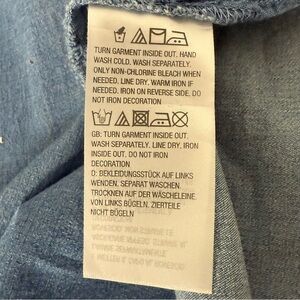 TURN GARMENT INSIDE OUT. HAND
WASH COLD. WASH SEPARATELY.
ONLY NON-CHLORINE BLEACH WHEN
NEEDED. LINE DRY. WARM IRON IF
NEEDED. IRON ON REVERSE SIDE. DO
NOT IRON DECORATION
GB: TURN GARMENT INSIDE OUT.
WASH SEPARATELY. LINE DRY. IRON
INSIDE OUT. DO NOT IRON
DECORATION
D: BEKLEIDUNGSSTÜCK AUF LINKS
WENDEN. SEPARAT WASCHEN.
TROCKNEN AUF DER WÄSCHELEINE
VON LINKS BÜGELN. ZIERTEILE
NICHT BÜGELN